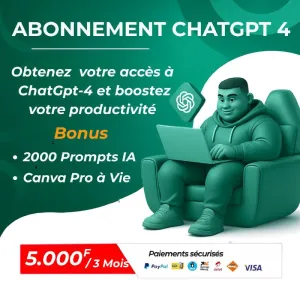 ABONNEMENT CHATGPT 4
Obtenez votre accès à
ChatGpt-4 et boostez
votre productivité
Bonus
• 2000 Prompts IA
• Canva Pro à Vie
5.000F / 3 Mois
Paiements sécurisés
PayPal VISA